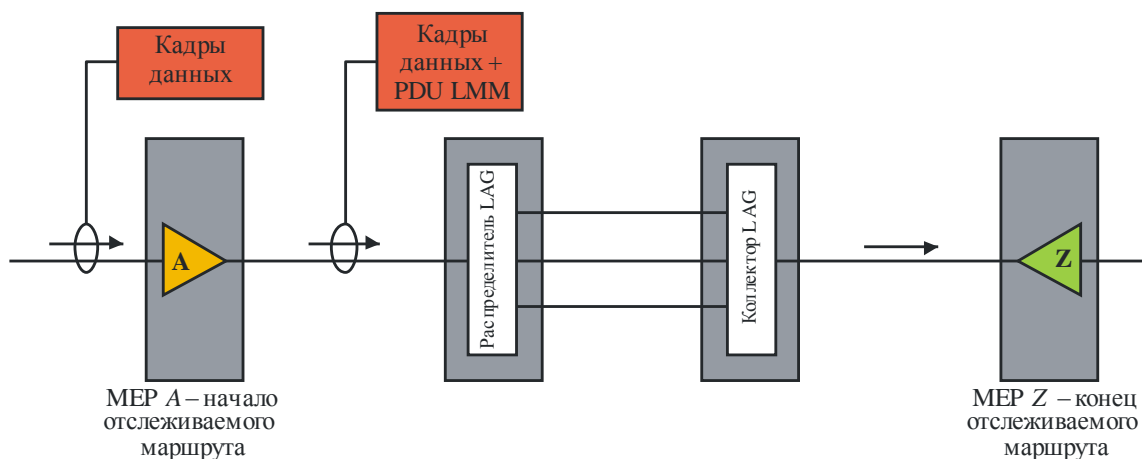 Кадры
данных
Кадры
данных +
PDU LMM
A
Распределитель LAG
Коллектор LAG
Z
MEP A – начало
отслеживаемого
маршрута
MEP Z – конец
отслеживаемого
маршрута